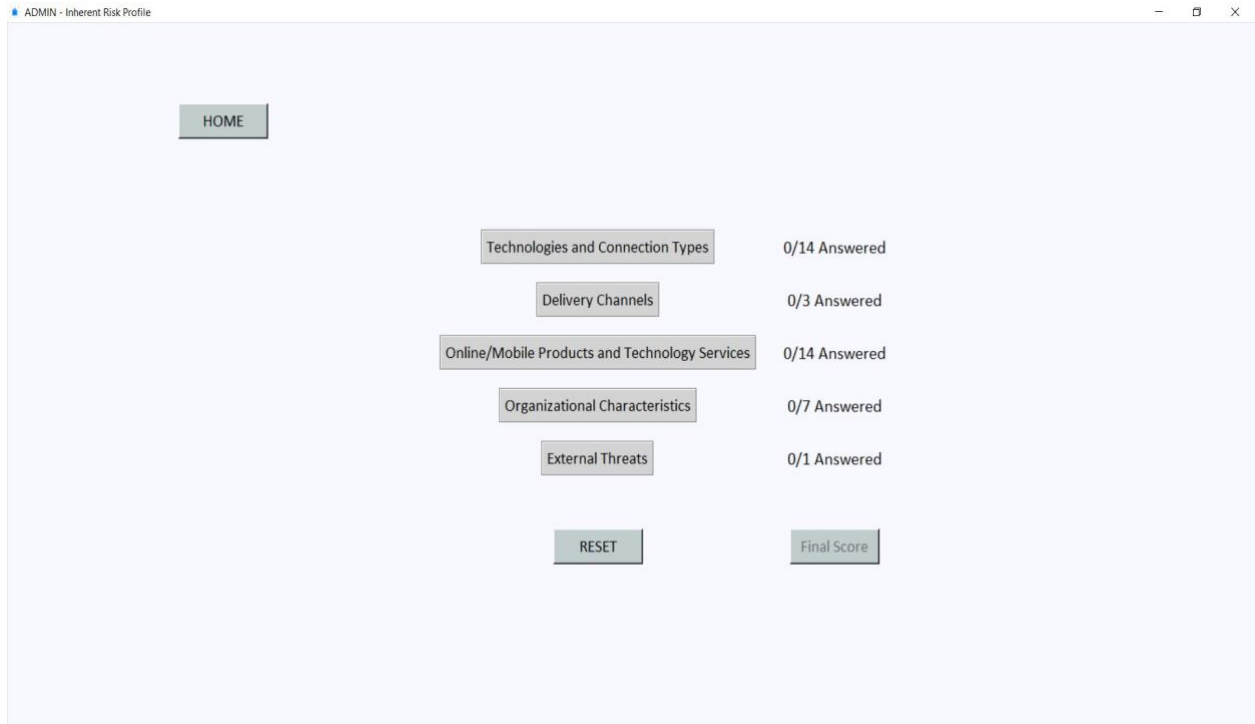 ADMIN - Inherent Risk Profile
HOME
Technologies and Connection Types 0/14 Answered
Delivery Channels 0/3 Answered
Online/Mobile Products and Technology Services 0/14 Answered
Organizational Characteristics 0/7 Answered
External Threats 0/1 Answered
RESET Final Score